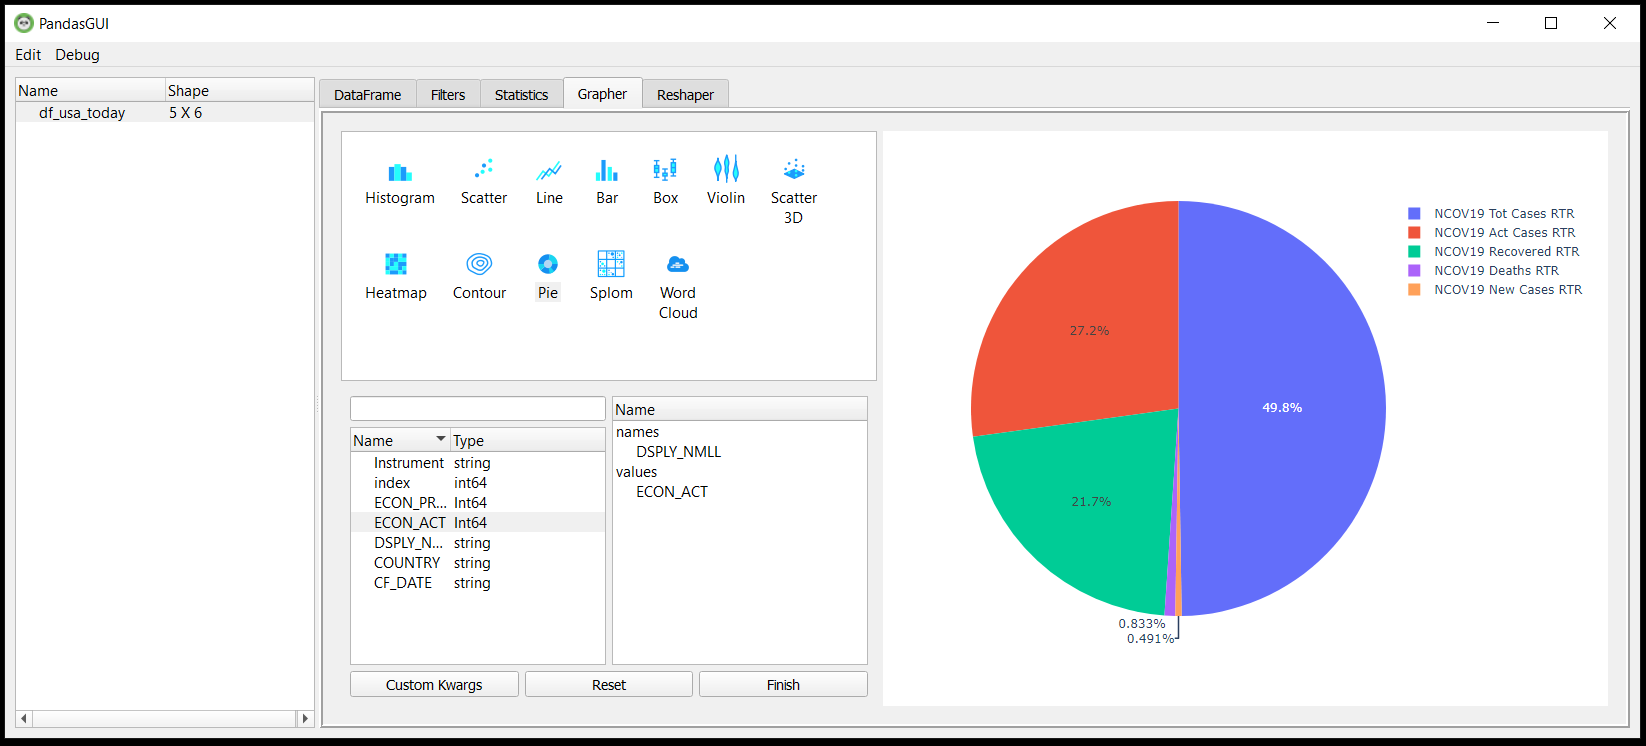 PandasGUI
Edit Debug
Name Shape
df_usa_today 5 X 6
DataFrame Filters Statistics Grapher Reshaper
Histogram Scatter Line Bar Box Violin Scatter 3D
Heatmap Contour Pie Splom Word Cloud
Name Type
Instrument string
index int64
ECON_PR... Int64
ECON_ACT Int64
DSPLY_N... string
COUNTRY string
CF_DATE string
Name
names
DSPLY_NMLL
values
ECON_ACT
Custom Kwargs Reset Finish
27.2%
49.8%
21.7%
0.833%
0.491%
NCOV19 Tot Cases RTR
NCOV19 Act Cases RTR
NCOV19 Recovered RTR
NCOV19 Deaths RTR
NCOV19 New Cases RTR